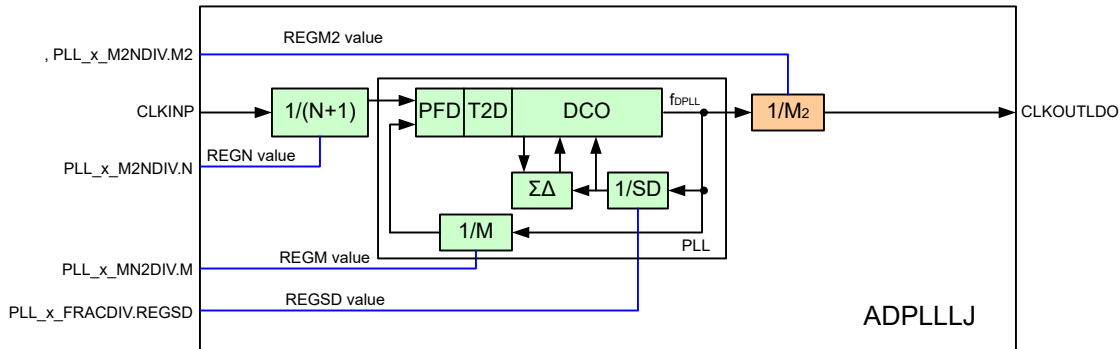 REGM2 value
, PLL_x_M2NDIV.M2
CLKINP
1/(N+1)
PFD
T2D
DCO
fDPLL
1/M2
CLKOUTLDO
REGN value
PLL_x_M2NDIV.N
ΣΔ
1/SD
1/M
PLL
REGM value
PLL_x_MN2DIV.M
REGSD value
PLL_x_FRACDIV.REGSD
ADPLLLJ